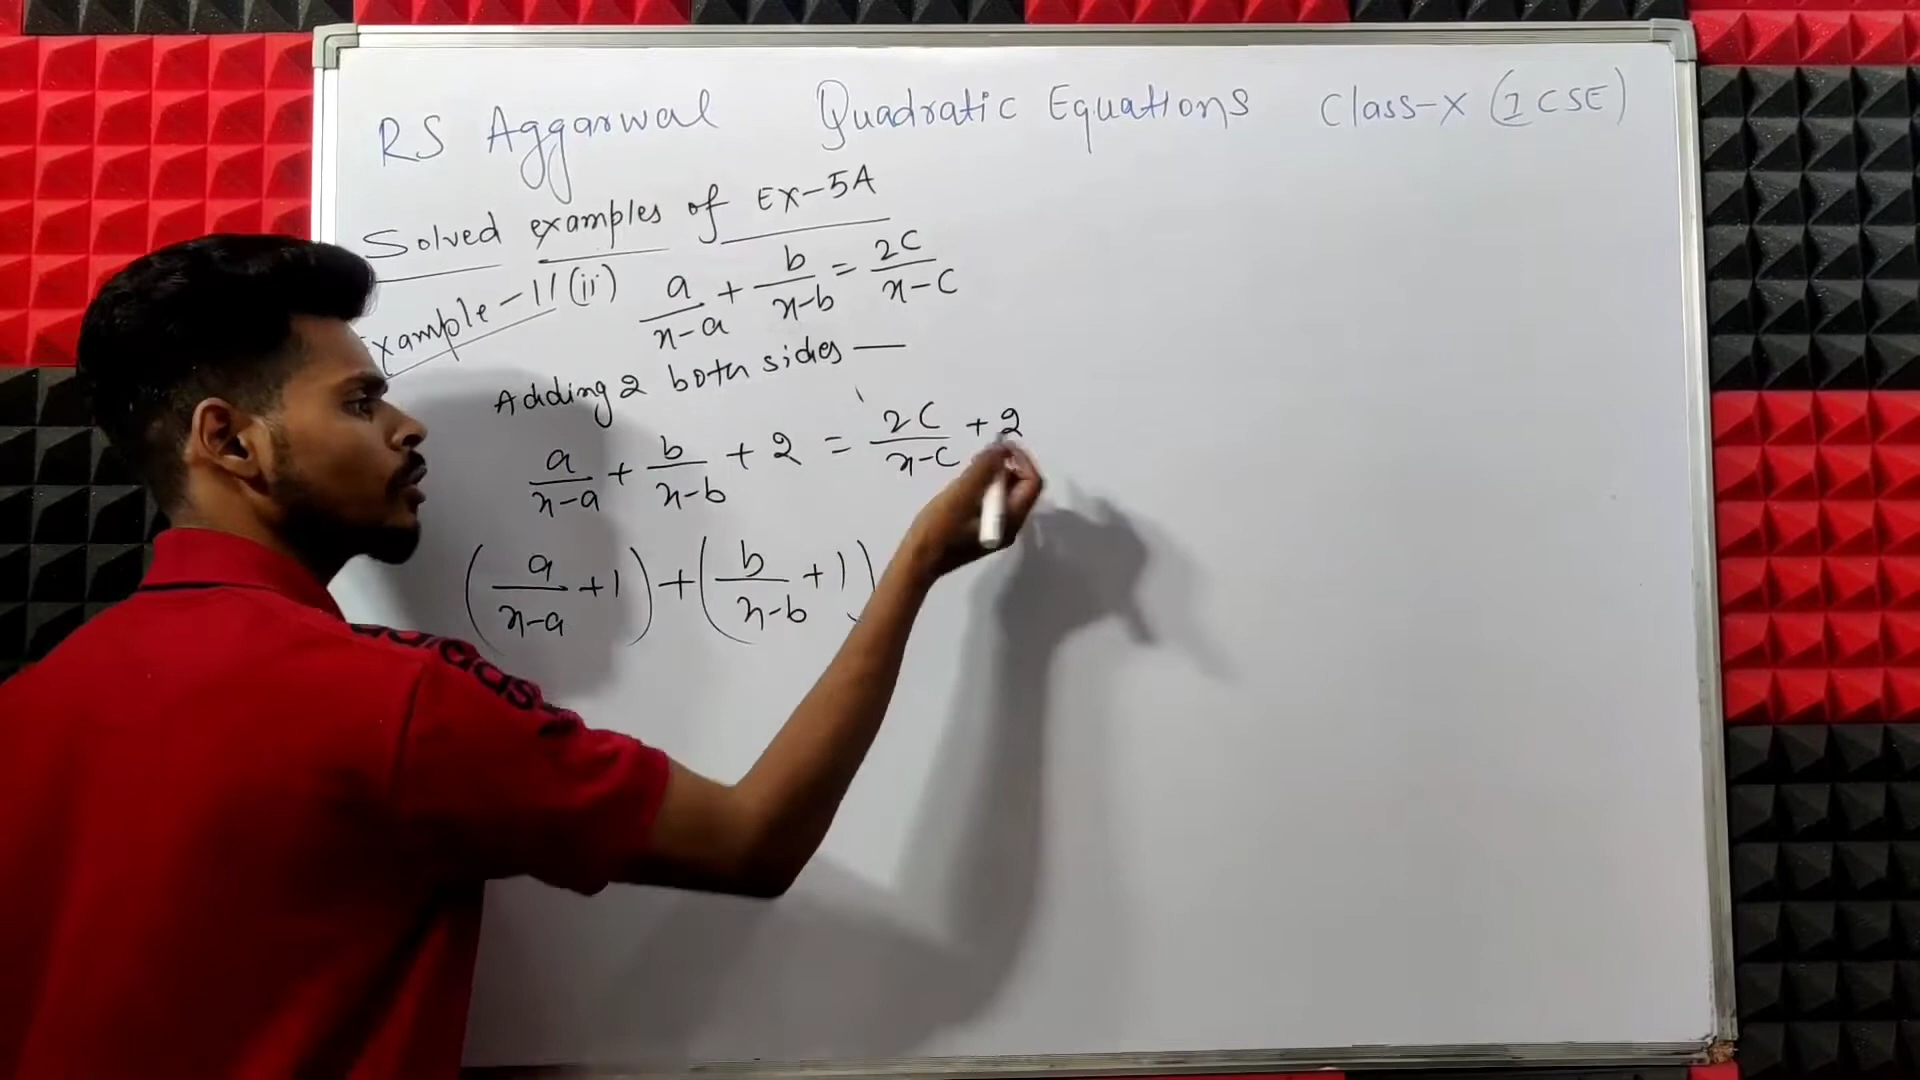 RS Aggarwal Quadratic Equations Class-X (ICSE)
Solved examples of EX-5A
Example-11(ii) a/(x-a) + b/(x-b) = 2C/(x-C)
Adding 2 both sides —
a/(x-a) + b/(x-b) + 2 = 2C/(x-C) + 2
(a/(x-a) + 1) + (b/(x-b) + 1)
adidas